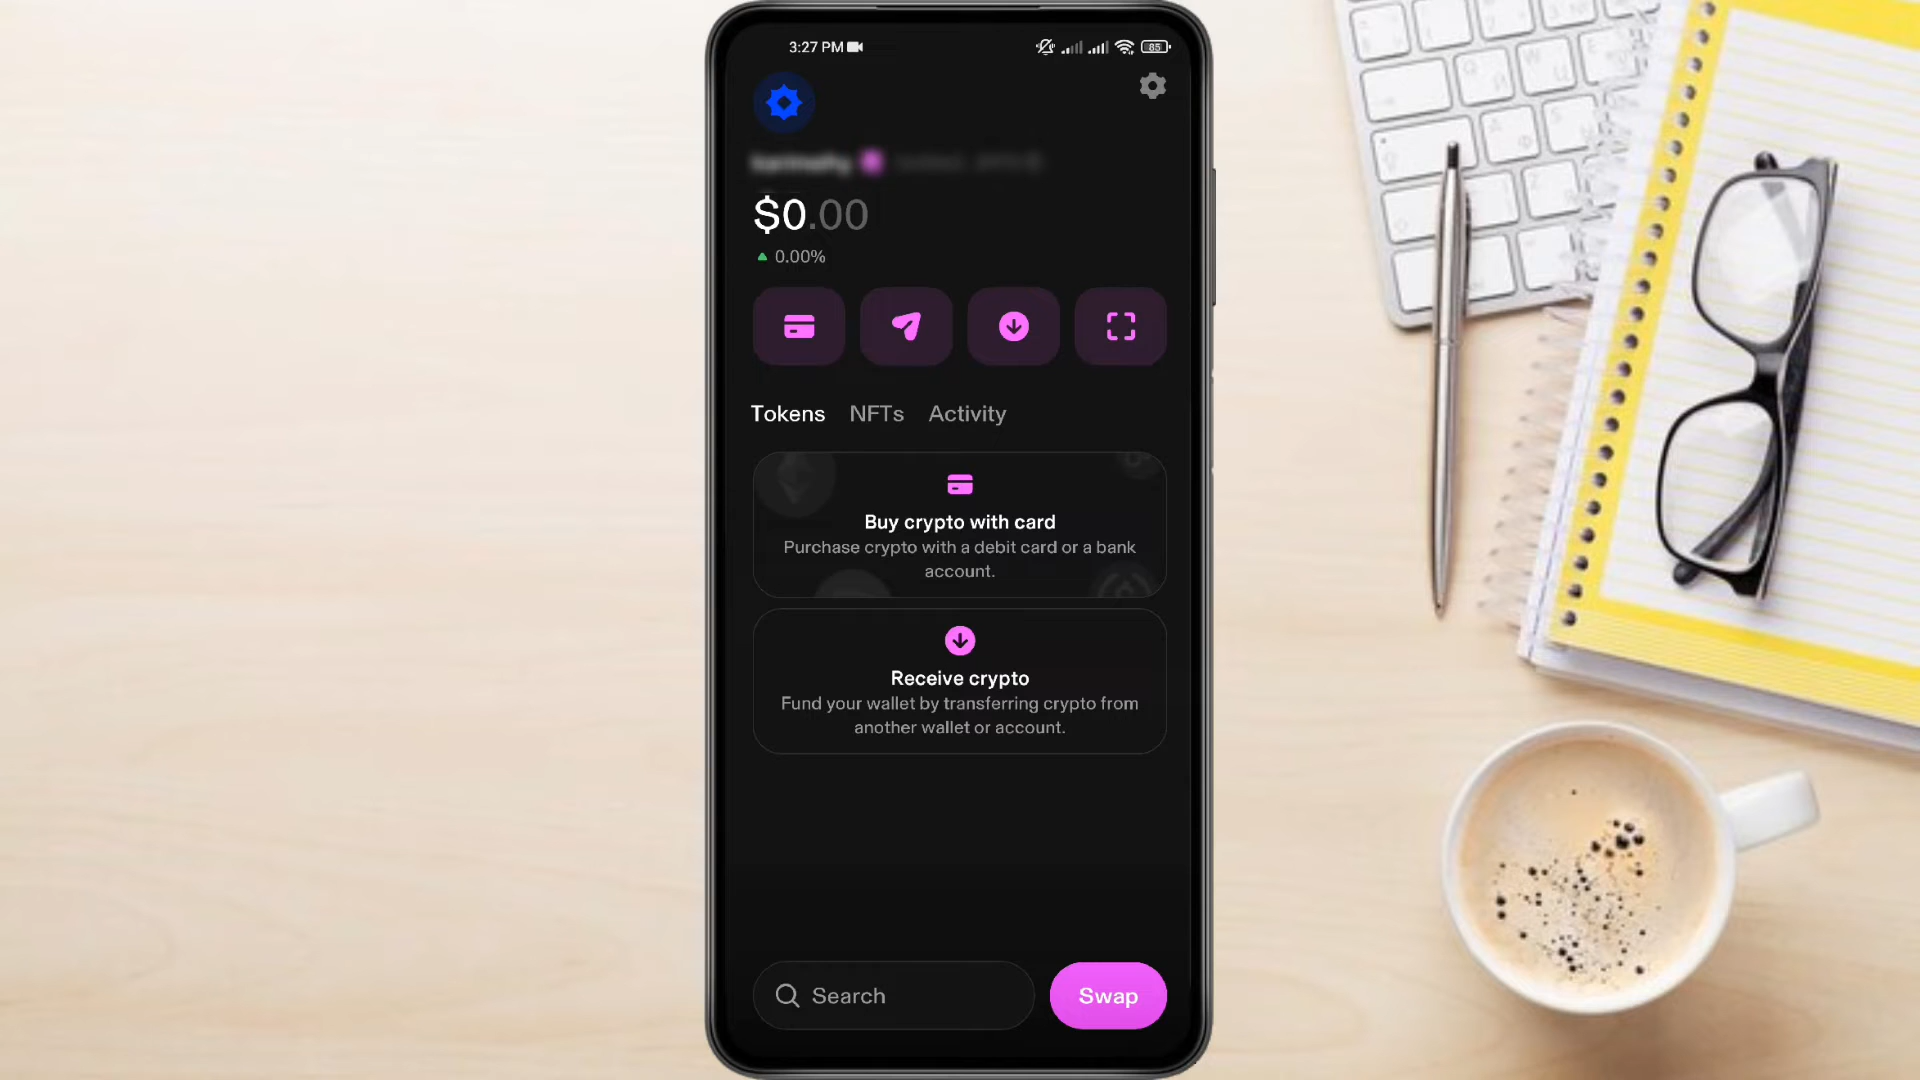 3:27 PM
85
$0.00
0.00%
Tokens NFTs Activity
Buy crypto with card
Purchase crypto with a debit card or a bank
account.
Receive crypto
Fund your wallet by transferring crypto from
another wallet or account.
Search
Swap